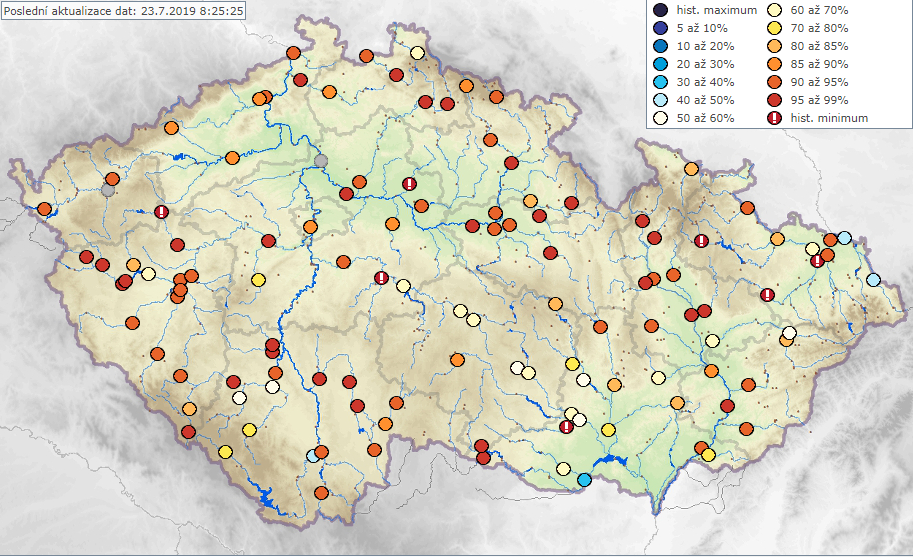 Poslední aktualizace dat: 23.7.2019 8:25:25
hist. maximum
5 až 10%
10 až 20%
20 až 30%
30 až 40%
40 až 50%
50 až 60%
60 až 70%
70 až 80%
80 až 85%
85 až 90%
90 až 95%
95 až 99%
! hist. minimum